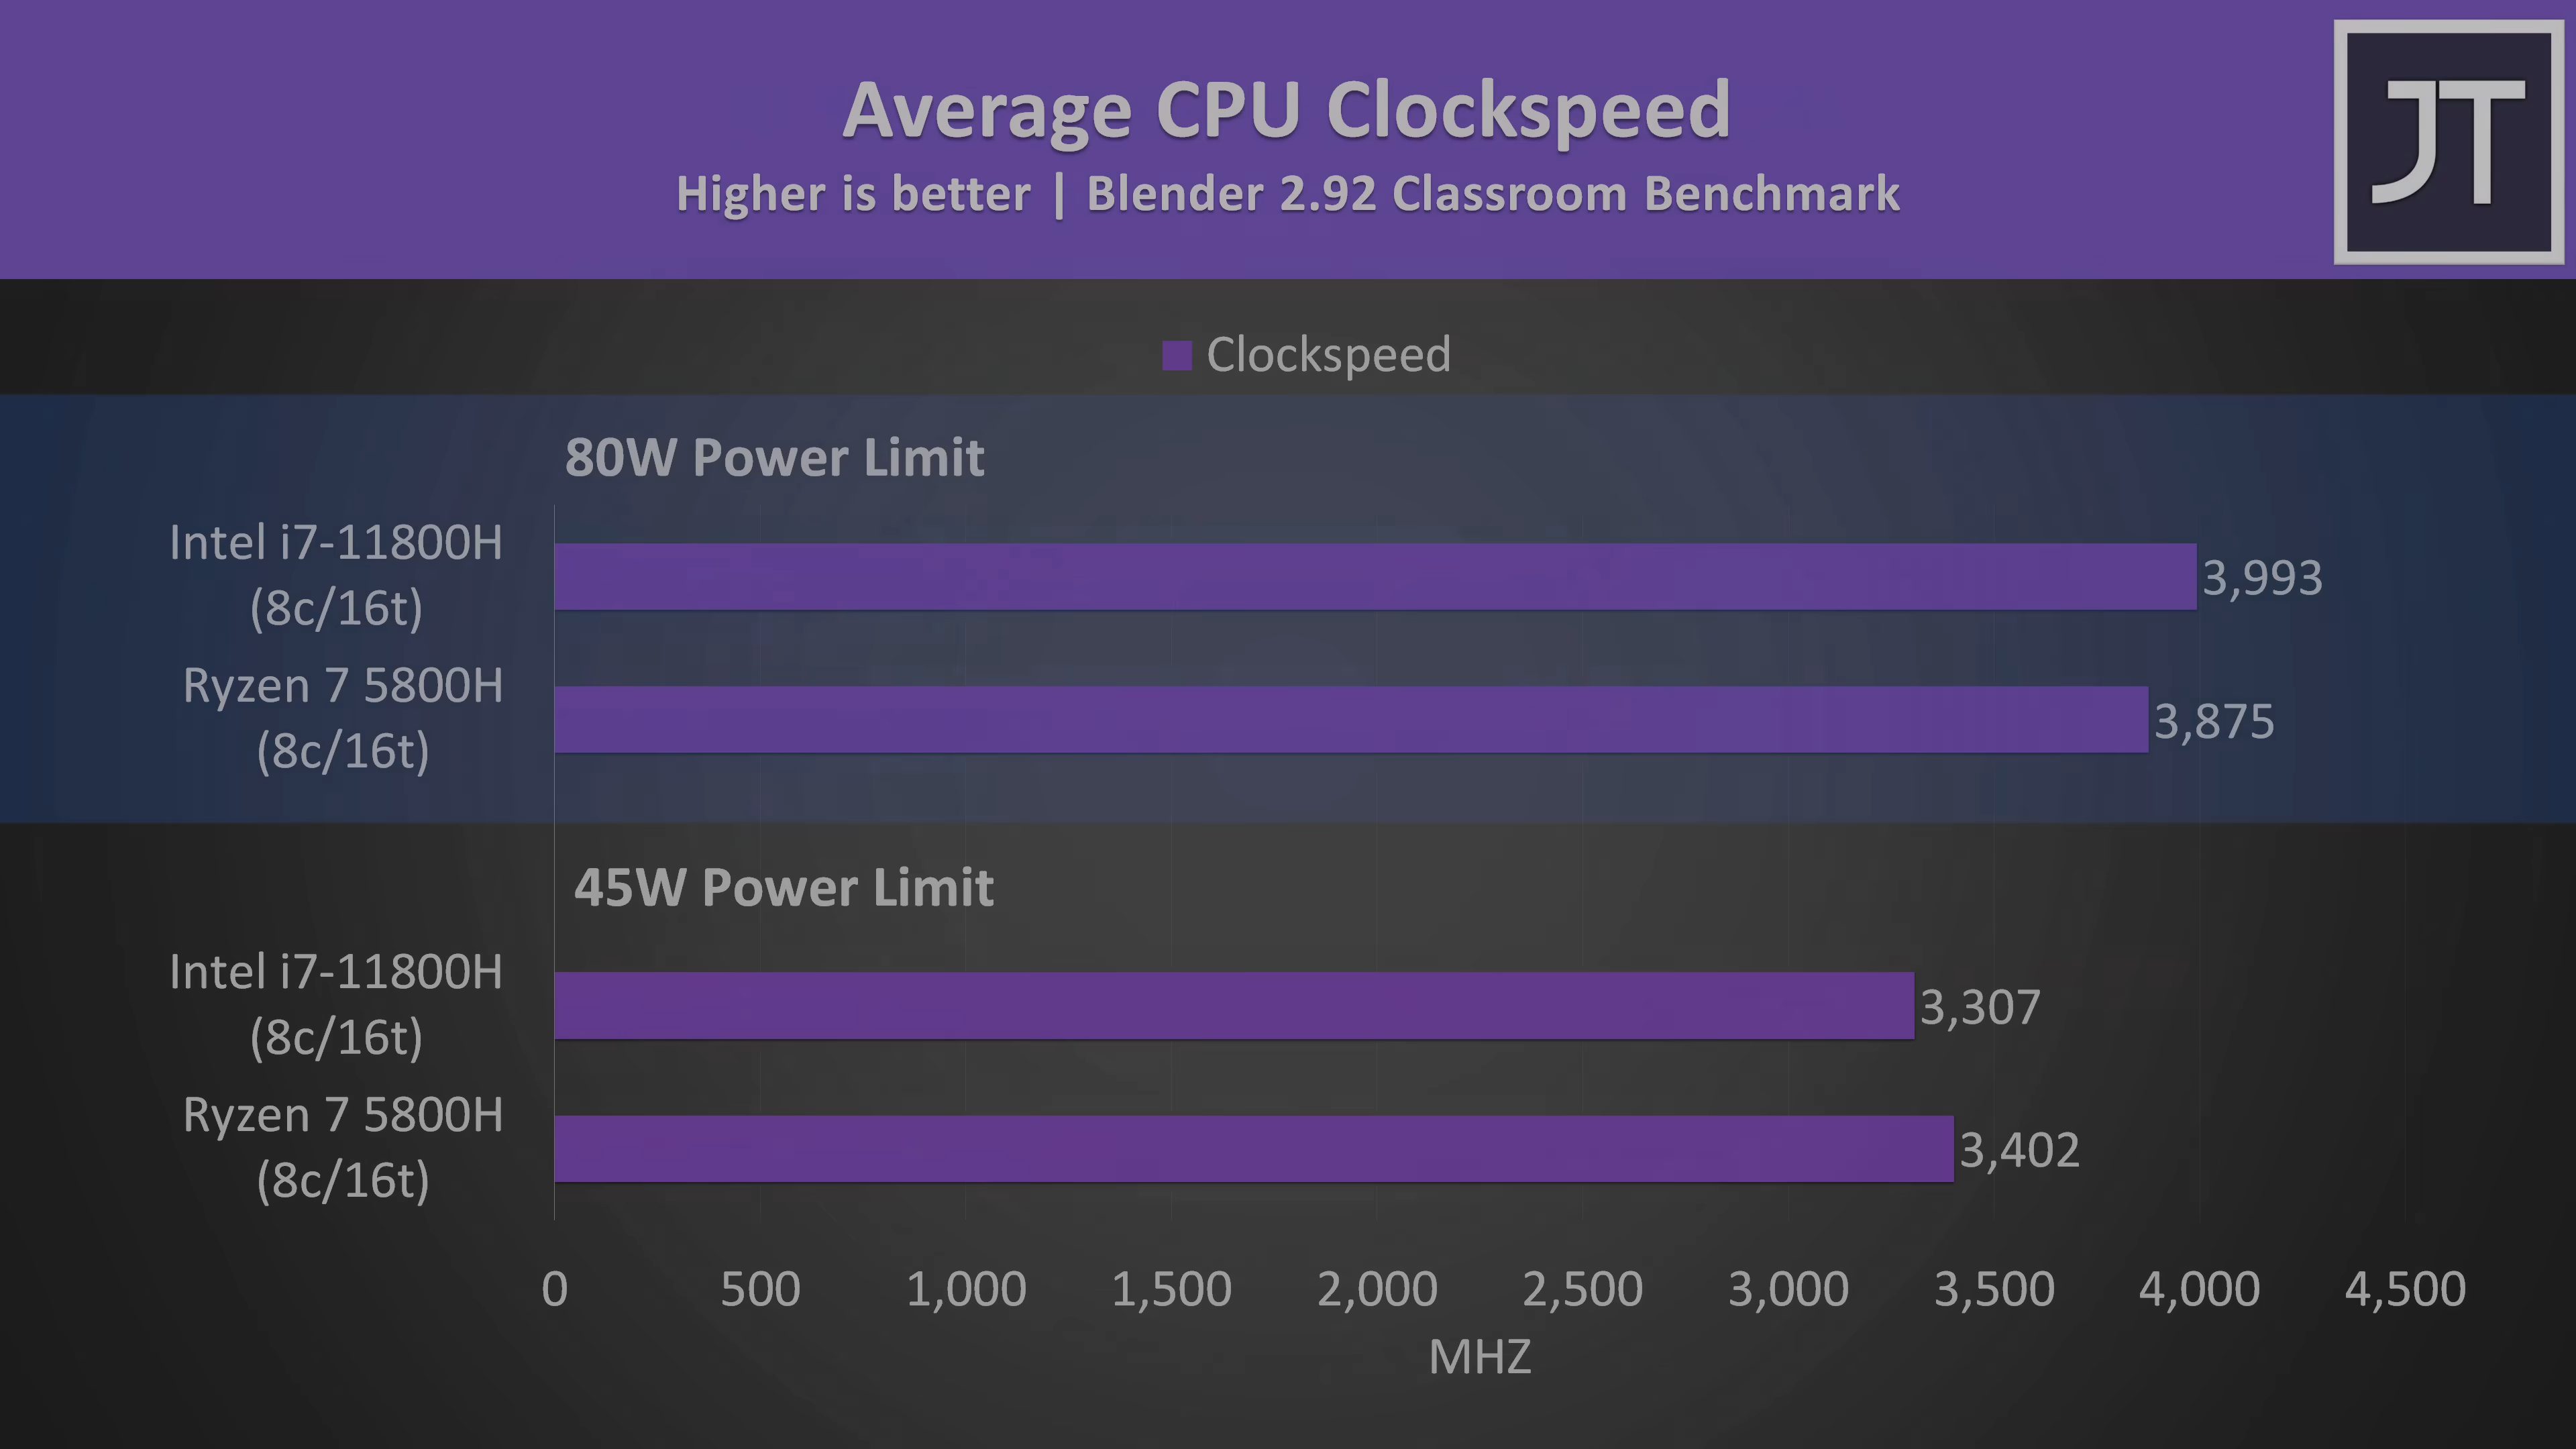 Average CPU Clockspeed
Higher is better | Blender 2.92 Classroom Benchmark
JT
Clockspeed
80W Power Limit
Intel i7-11800H
(8c/16t)
3,993
Ryzen 7 5800H
(8c/16t)
3,875
45W Power Limit
Intel i7-11800H
(8c/16t)
3,307
Ryzen 7 5800H
(8c/16t)
3,402
0 500 1,000 1,500 2,000 2,500 3,000 3,500 4,000 4,500
MHZ